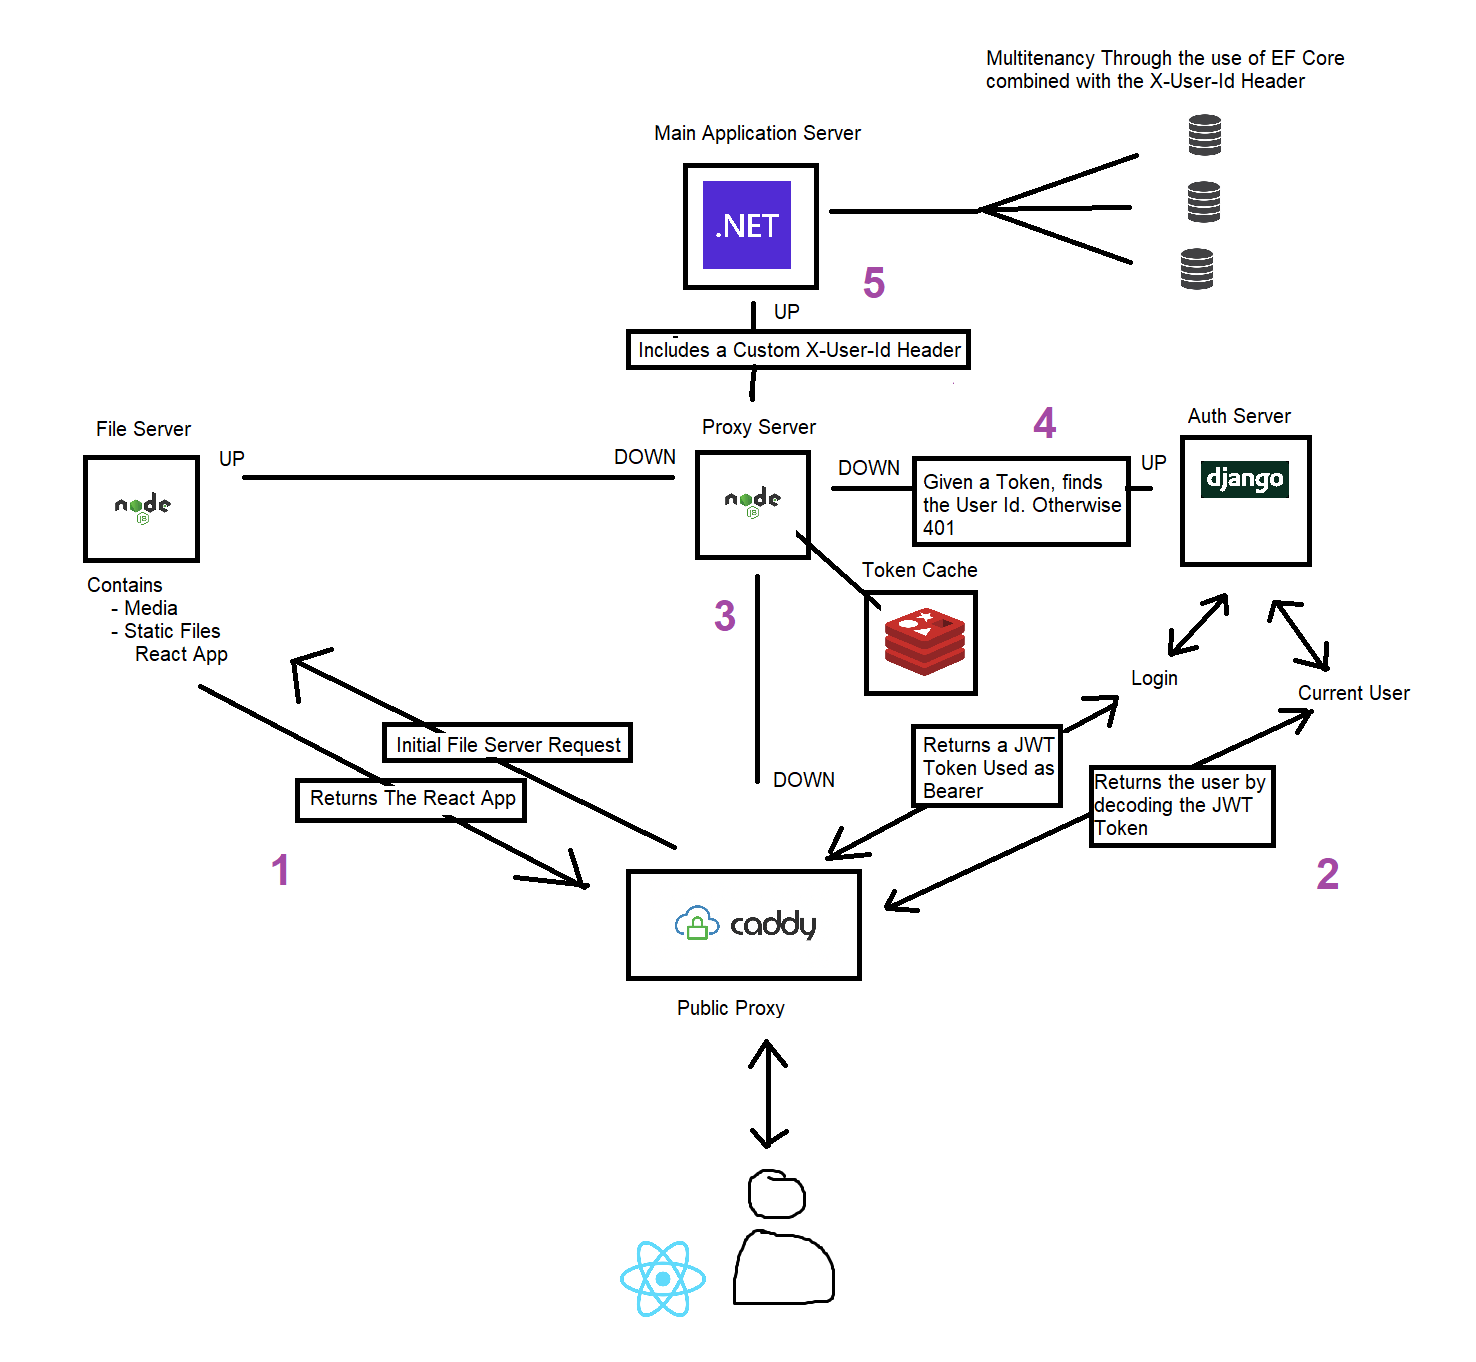 Multitenancy Through the use of EF Core
combined with the X-User-Id Header
Main Application Server
.NET
5
UP
Includes a Custom X-User-Id Header
File Server
Proxy Server
4
Auth Server
UP
DOWN
DOWN
UP
node
JS
node
JS
Given a Token, finds
the User Id. Otherwise
401
django
Contains
- Media
- Static Files
React App
3
Token Cache
Login
Current User
Initial File Server Request
Returns The React App
DOWN
Returns a JWT
Token Used as
Bearer
Returns the user by
decoding the JWT
Token
1
2
caddy
Public Proxy